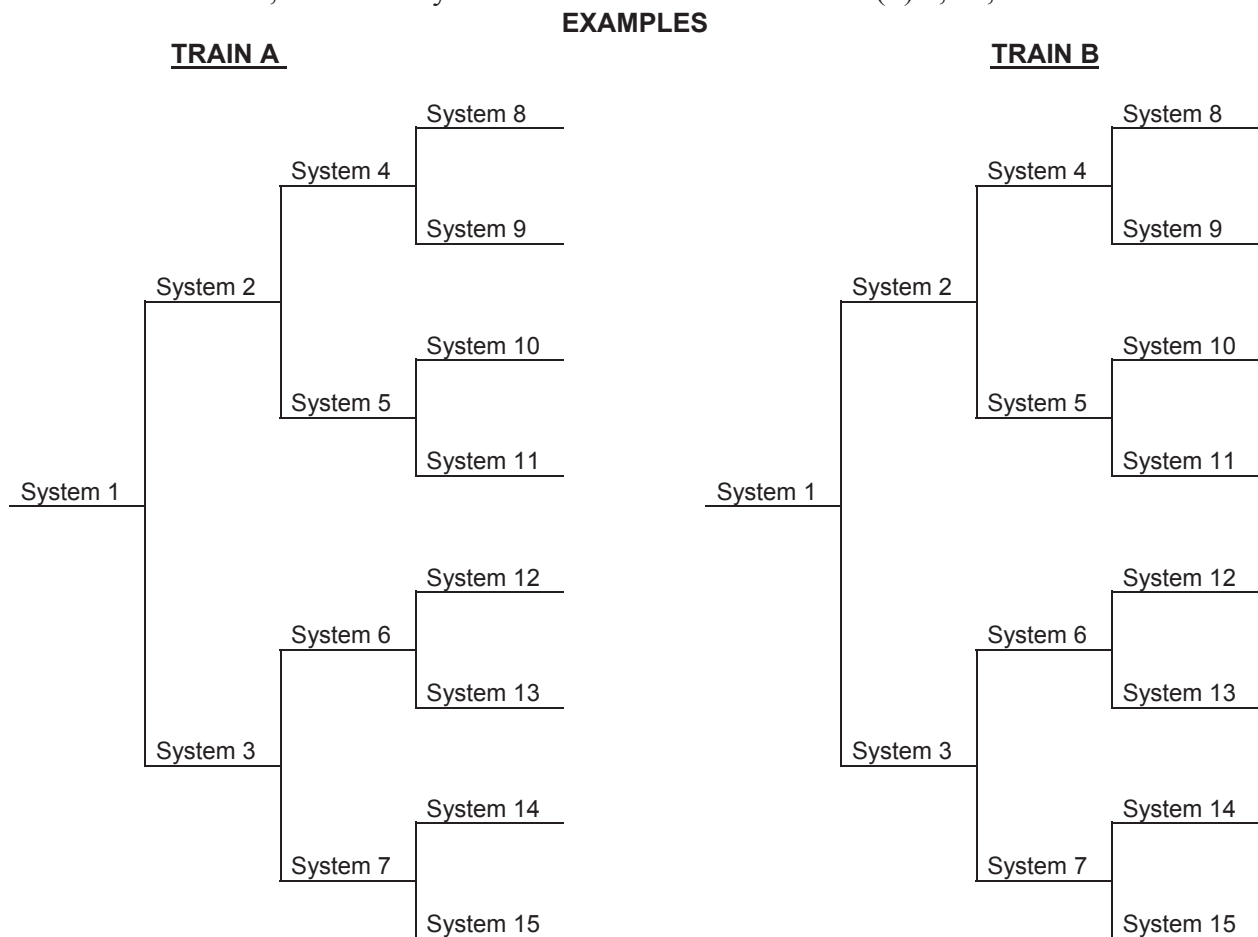 EXAMPLES
TRAIN A TRAIN B
System 8 System 8
System 4 System 4
System 9 System 9
System 2 System 2
System 10 System 10
System 5 System 5
System 11 System 11
System 1 System 1
System 12 System 12
System 6 System 6
System 13 System 13
System 3 System 3
System 14 System 14
System 7 System 7
System 15 System 15